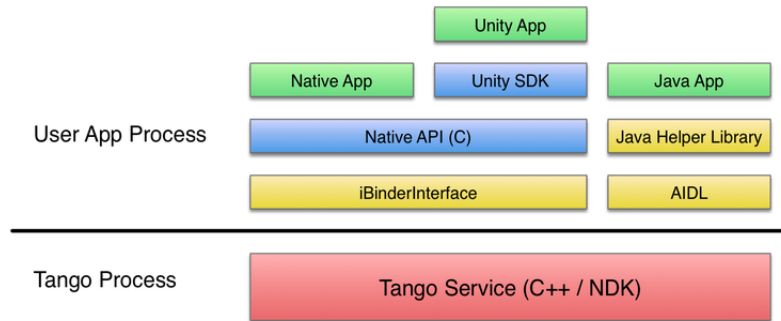 Unity App
Native App
Unity SDK
Java App
User App Process
Native API (C)
Java Helper Library
iBinderInterface
AIDL
Tango Process
Tango Service (C++ / NDK)